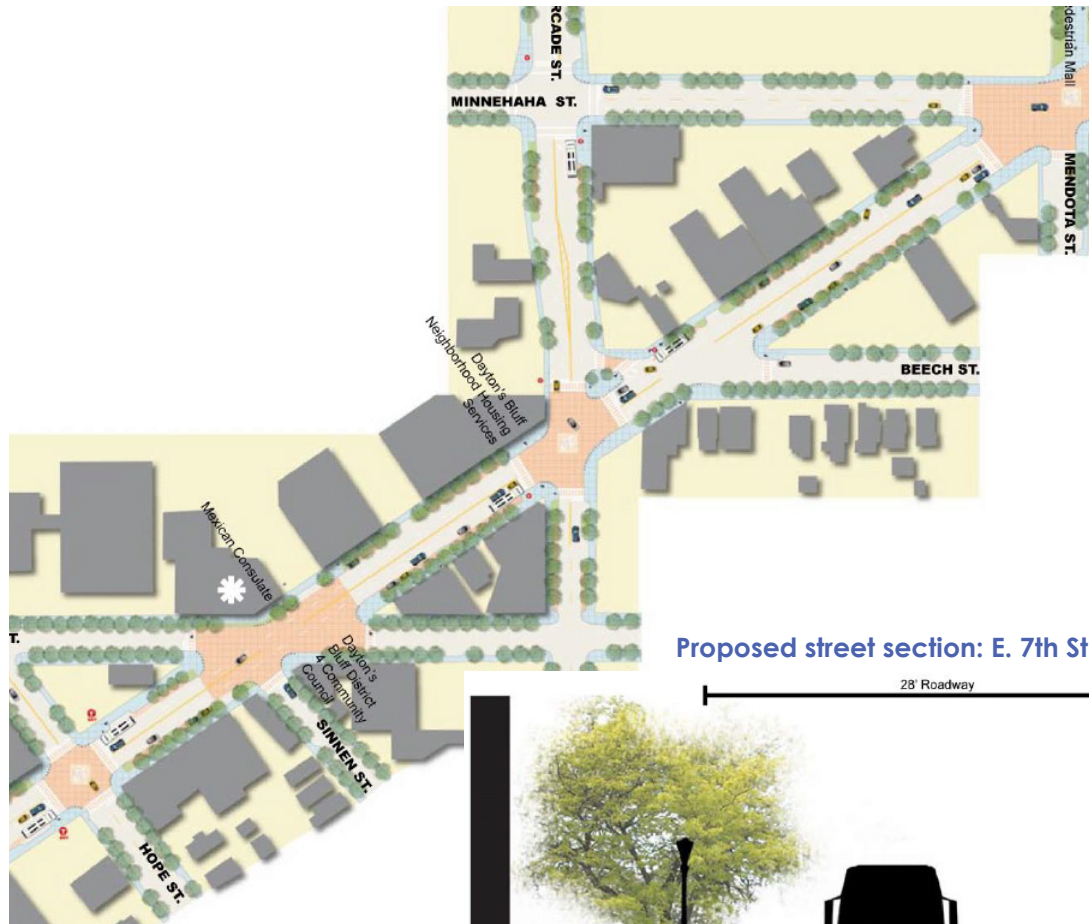 RCADE ST.
edestrian Mall
MINNEHAHA ST.
MENDOTA ST.
BEECH ST.
Dayton's Bluff
Neighborhood Housing
Services
Mexican Consulate
T.
Dayton's
Bluff District
4 Community
Council
SINNEN ST.
HOPE ST.
Proposed street section: E. 7th St
28' Roadway